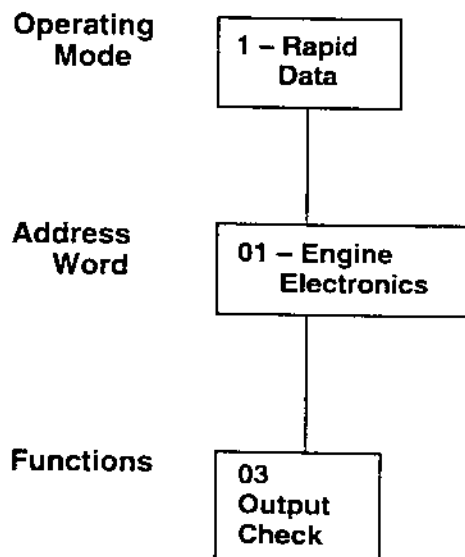 Operating
Mode
1 – Rapid
Data
Address
Word
01 – Engine
Electronics
Functions
03
Output
Check